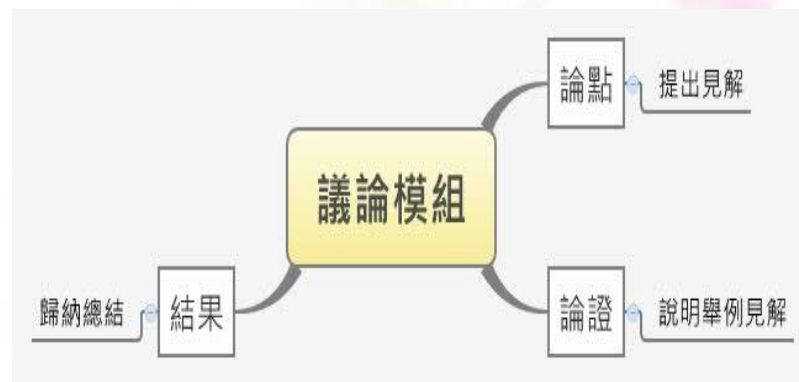 議論模組
論點
提出見解
論證
說明舉例見解
結果
歸納總結